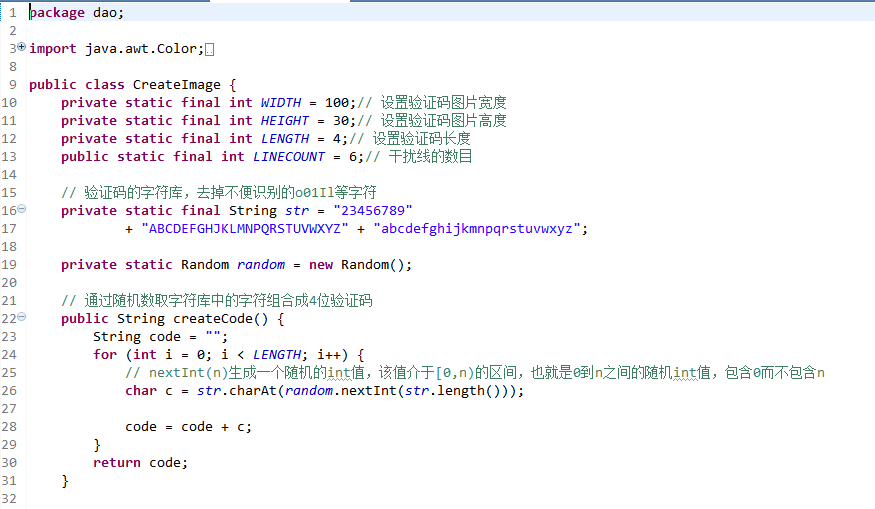 1 package dao;
2
3 import java.awt.Color;
8
9 public class CreateImage {
10     private static final int WIDTH = 100;// 设置验证码图片宽度
11     private static final int HEIGHT = 30;// 设置验证码图片高度
12     private static final int LENGTH = 4;// 设置验证码长度
13     public static final int LINECOUNT = 6;// 干扰线的数目
14
15     // 验证码的字符库，去掉不便识别的o01Il等字符
16     private static final String str = "23456789"
17             + "ABCDEFGHJKLMNPQRSTUVWXYZ" + "abcdefghijkmnpqrstuvwxyz";
18
19     private static Random random = new Random();
20
21     // 通过随机数取字符库中的字符组合成4位验证码
22     public String createCode() {
23         String code = "";
24         for (int i = 0; i < LENGTH; i++) {
25             // nextInt(n)生成一个随机的int值，该值介于[0,n)的区间，也就是0到n之间的随机int值，包含0而不包含n
26             char c = str.charAt(random.nextInt(str.length()));
27
28             code = code + c;
29         }
30         return code;
31     }
32